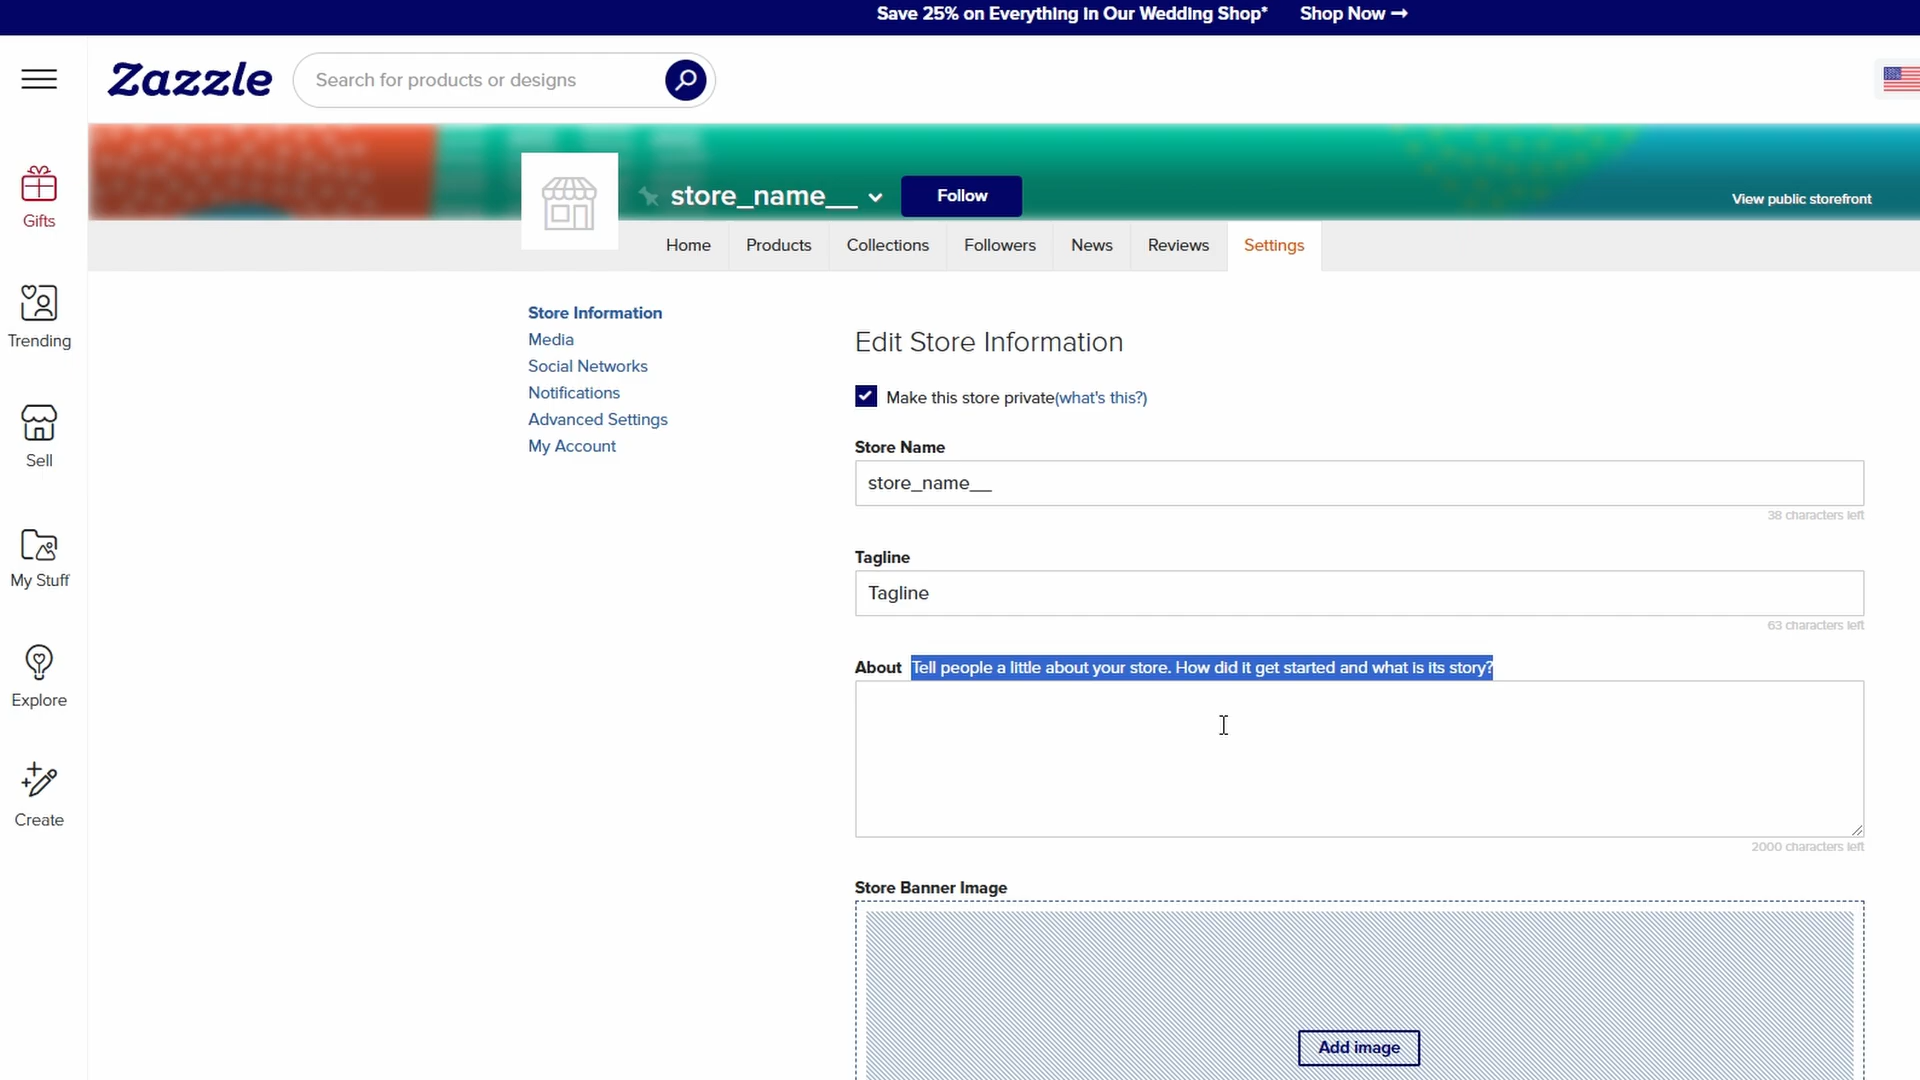 Save 25% on Everything in Our Wedding Shop* Shop Now →
Zazzle
Search for products or designs
store_name__ Follow
View public storefront
Home Products Collections Followers News Reviews Settings
Gifts
Trending
Sell
My Stuff
Explore
Create
Store Information
Media
Social Networks
Notifications
Advanced Settings
My Account
Edit Store Information
Make this store private(what's this?)
Store Name
store_name__
38 characters left
Tagline
Tagline
63 characters left
About Tell people a little about your store. How did it get started and what is its story?
2000 characters left
Store Banner Image
Add image